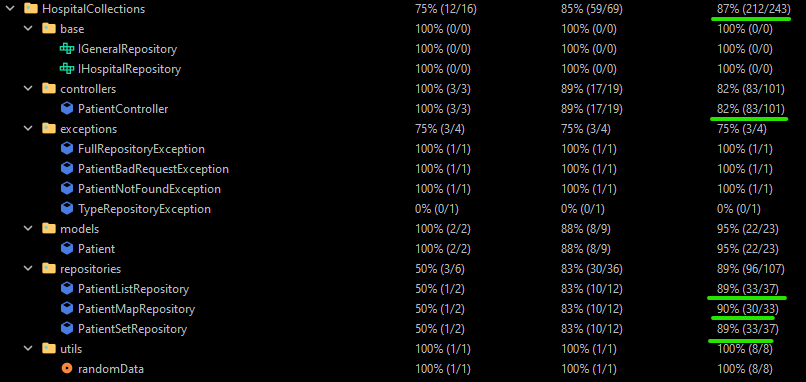 HospitalCollections 75% (12/16) 85% (59/69) 87% (212/243)
base 100% (0/0) 100% (0/0) 100% (0/0)
IGeneralRepository 100% (0/0) 100% (0/0) 100% (0/0)
IHospitalRepository 100% (0/0) 100% (0/0) 100% (0/0)
controllers 100% (3/3) 89% (17/19) 82% (83/101)
PatientController 100% (3/3) 89% (17/19) 82% (83/101)
exceptions 75% (3/4) 75% (3/4) 75% (3/4)
FullRepositoryException 100% (1/1) 100% (1/1) 100% (1/1)
PatientBadRequestException 100% (1/1) 100% (1/1) 100% (1/1)
PatientNotFoundException 100% (1/1) 100% (1/1) 100% (1/1)
TypeRepositoryException 0% (0/1) 0% (0/1) 0% (0/1)
models 100% (2/2) 88% (8/9) 95% (22/23)
Patient 100% (2/2) 88% (8/9) 95% (22/23)
repositories 50% (3/6) 83% (30/36) 89% (96/107)
PatientListRepository 50% (1/2) 83% (10/12) 89% (33/37)
PatientMapRepository 50% (1/2) 83% (10/12) 90% (30/33)
PatientSetRepository 50% (1/2) 83% (10/12) 89% (33/37)
utils 100% (1/1) 100% (1/1) 100% (8/8)
randomData 100% (1/1) 100% (1/1) 100% (8/8)